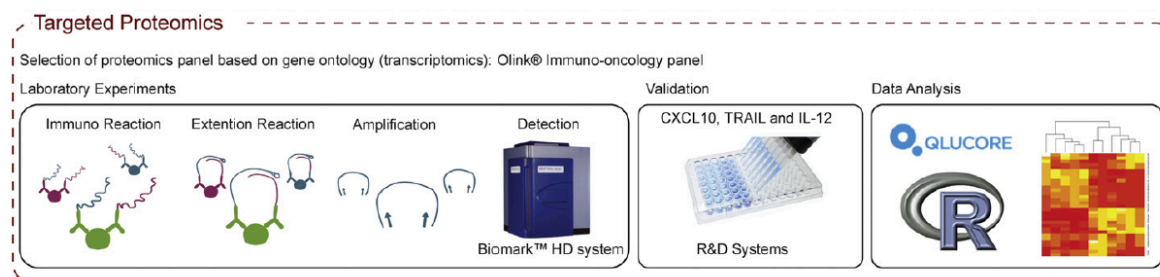 Targeted Proteomics
Selection of proteomics panel based on gene ontology (transcriptomics): Olink® Immuno-oncology panel
Laboratory Experiments
Immuno Reaction
Extention Reaction
Amplification
Detection
Biomark™ HD system
Validation
CXCL10, TRAIL and IL-12
R&D Systems
Data Analysis
QLUCORE
R